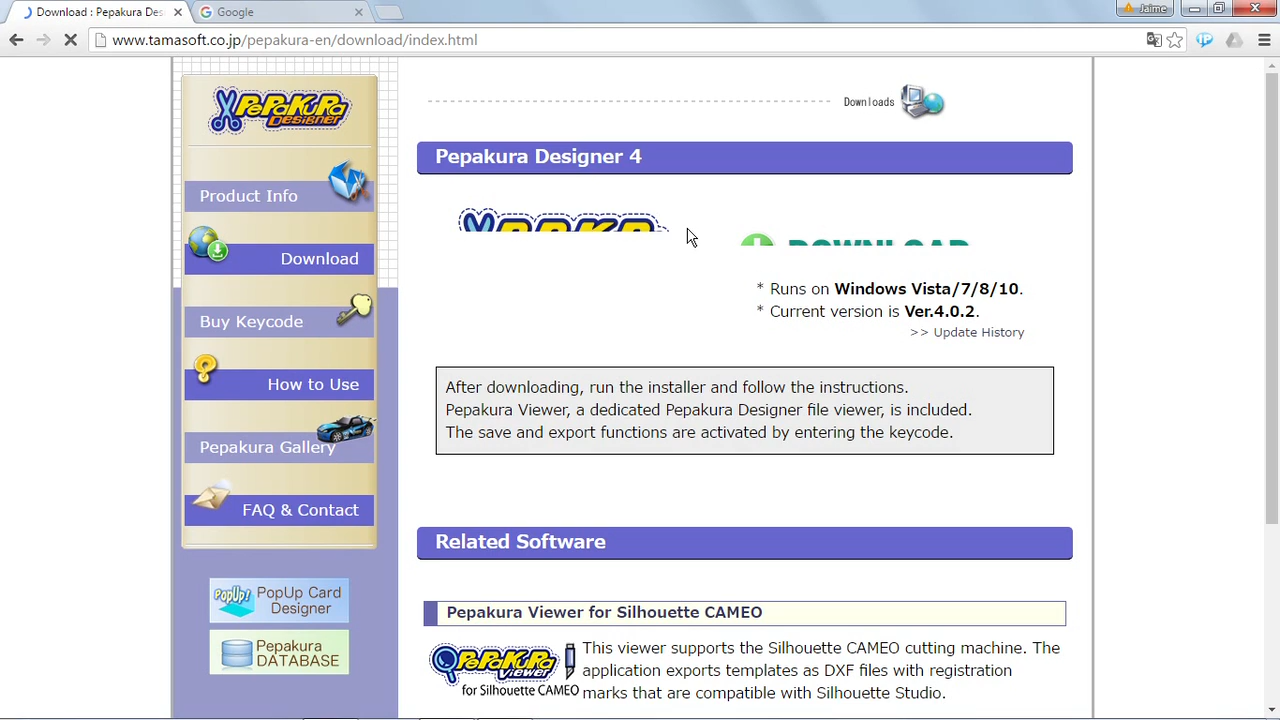 Download : Pepakura Des
Google
Jaime
www.tamasoft.co.jp/pepakura-en/download/index.html
PePaKuRa
Designer
Product Info
Download
Buy Keycode
How to Use
Pepakura Gallery
FAQ & Contact
PopUp! PopUp Card
Designer
Pepakura
DATABASE
Downloads
Pepakura Designer 4
DOWNLOAD
* Runs on Windows Vista/7/8/10.
* Current version is Ver.4.0.2.
>> Update History
After downloading, run the installer and follow the instructions.
Pepakura Viewer, a dedicated Pepakura Designer file viewer, is included.
The save and export functions are activated by entering the keycode.
Related Software
Pepakura Viewer for Silhouette CAMEO
PePaKuRa
Viewer
for Silhouette CAMEO
This viewer supports the Silhouette CAMEO cutting machine. The
application exports templates as DXF files with registration
marks that are compatible with Silhouette Studio.